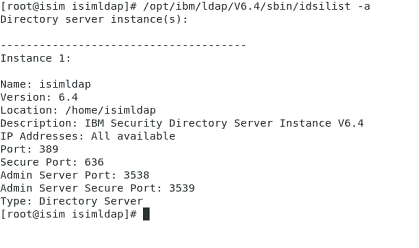 [root@isim isimldap]# /opt/ibm/ldap/V6.4/sbin/idsilist -a
Directory server instance(s):
--------------------------------------
Instance 1:
Name: isimldap
Version: 6.4
Location: /home/isimldap
Description: IBM Security Directory Server Instance V6.4
IP Addresses: All available
Port: 389
Secure Port: 636
Admin Server Port: 3538
Admin Server Secure Port: 3539
Type: Directory Server
[root@isim isimldap]#